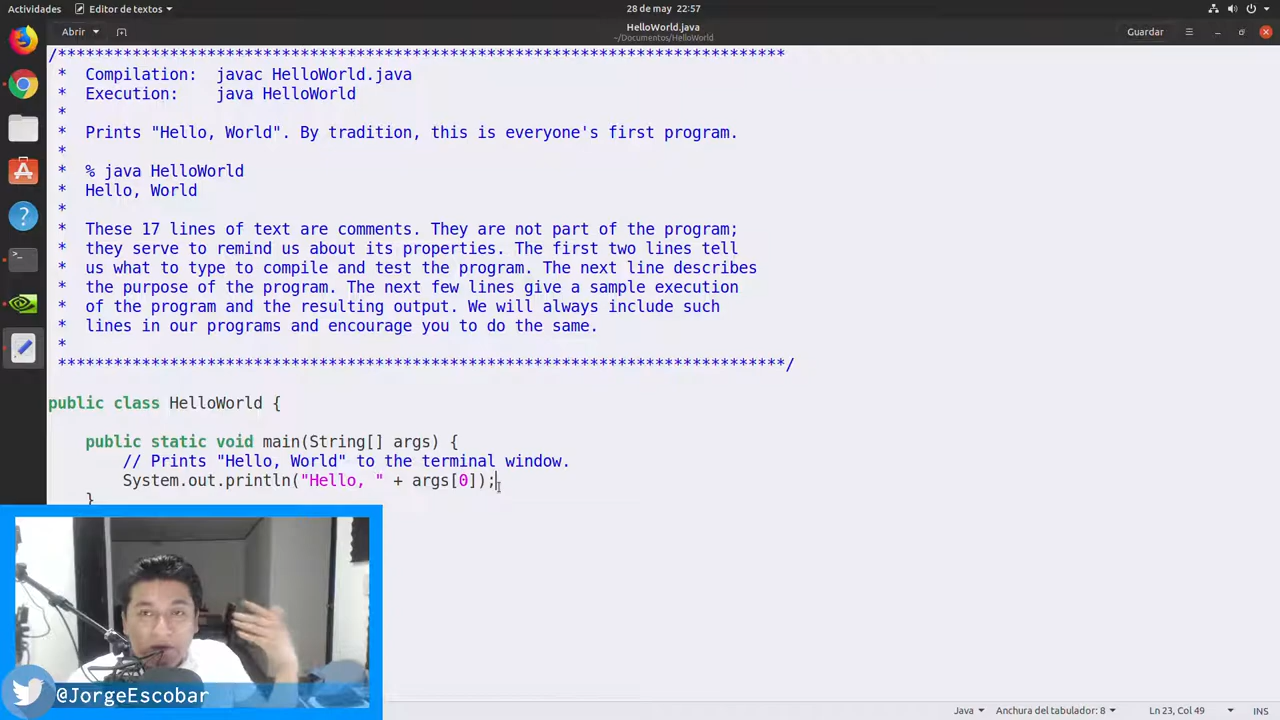 Actividades
Editor de textos
28 de may 22:57
Abrir
HelloWorld.java
~/Documentos/HelloWorld
Guardar
/******************************************************************************
 *  Compilation:  javac HelloWorld.java
 *  Execution:    java HelloWorld
 *
 *  Prints "Hello, World". By tradition, this is everyone's first program.
 *
 *  % java HelloWorld
 *  Hello, World
 *
 *  These 17 lines of text are comments. They are not part of the program;
 *  they serve to remind us about its properties. The first two lines tell
 *  us what to type to compile and test the program. The next line describes
 *  the purpose of the program. The next few lines give a sample execution
 *  of the program and the resulting output. We will always include such
 *  lines in our programs and encourage you to do the same.
 *
 ******************************************************************************/
public class HelloWorld {
    public static void main(String[] args) {
        // Prints "Hello, World" to the terminal window.
        System.out.println("Hello, " + args[0]);
    }
@JorgeEscobar
Java
Anchura del tabulador: 8
Ln 23, Col 49
INS